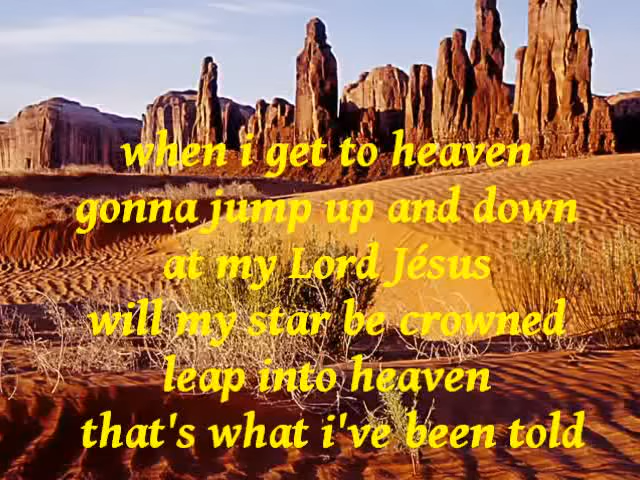 when i get to heaven
gonna jump up and down
at my Lord Jésus
will my star be crowned
leap into heaven
that's what i've been told